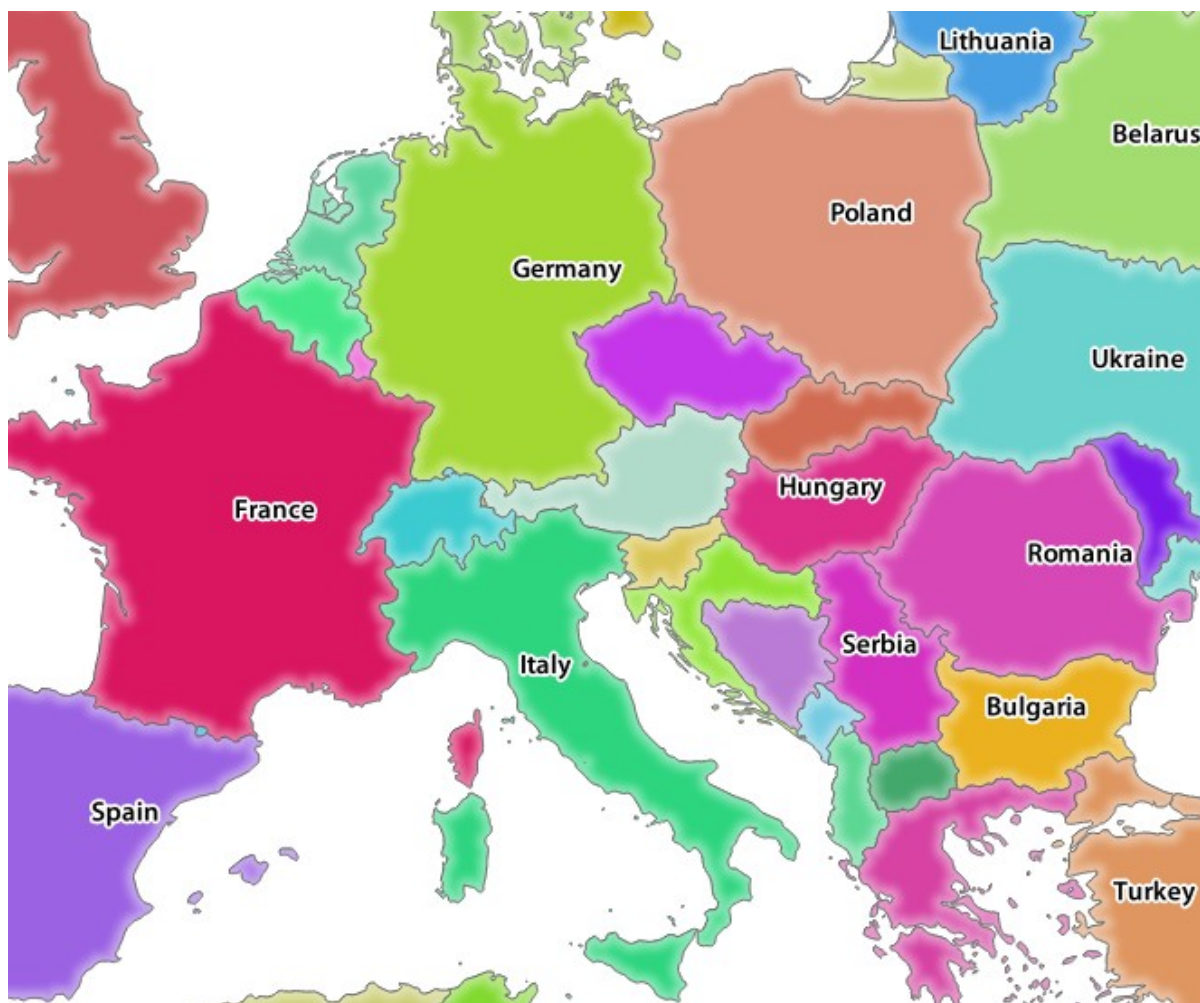 Lithuania
Belarus
Poland
Germany
Ukraine
Hungary
France
Romania
Serbia
Italy
Bulgaria
Spain
Turkey